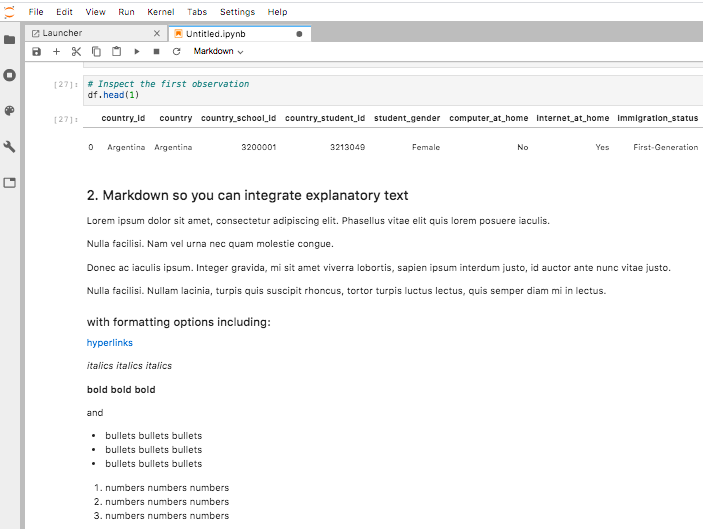 File Edit View Run Kernel Tabs Settings Help
Launcher
Untitled.ipynb
Markdown
[27]:
# Inspect the first observation
df.head(1)
[27]:
country_id country country_school_id country_student_id student_gender computer_at_home internet_at_home immigration_status
0 Argentina Argentina 3200001 3213049 Female No Yes First-Generation
2. Markdown so you can integrate explanatory text
Lorem ipsum dolor sit amet, consectetur adipiscing elit. Phasellus vitae elit quis lorem posuere iaculis.
Nulla facilisi. Nam vel urna nec quam molestie congue.
Donec ac iaculis ipsum. Integer gravida, mi sit amet viverra lobortis, sapien ipsum interdum justo, id auctor ante nunc vitae justo.
Nulla facilisi. Nullam lacinia, turpis quis suscipit rhoncus, tortor turpis luctus lectus, quis semper diam mi in lectus.
with formatting options including:
hyperlinks
italics italics italics
bold bold bold
and
• bullets bullets bullets
• bullets bullets bullets
• bullets bullets bullets
1. numbers numbers numbers
2. numbers numbers numbers
3. numbers numbers numbers